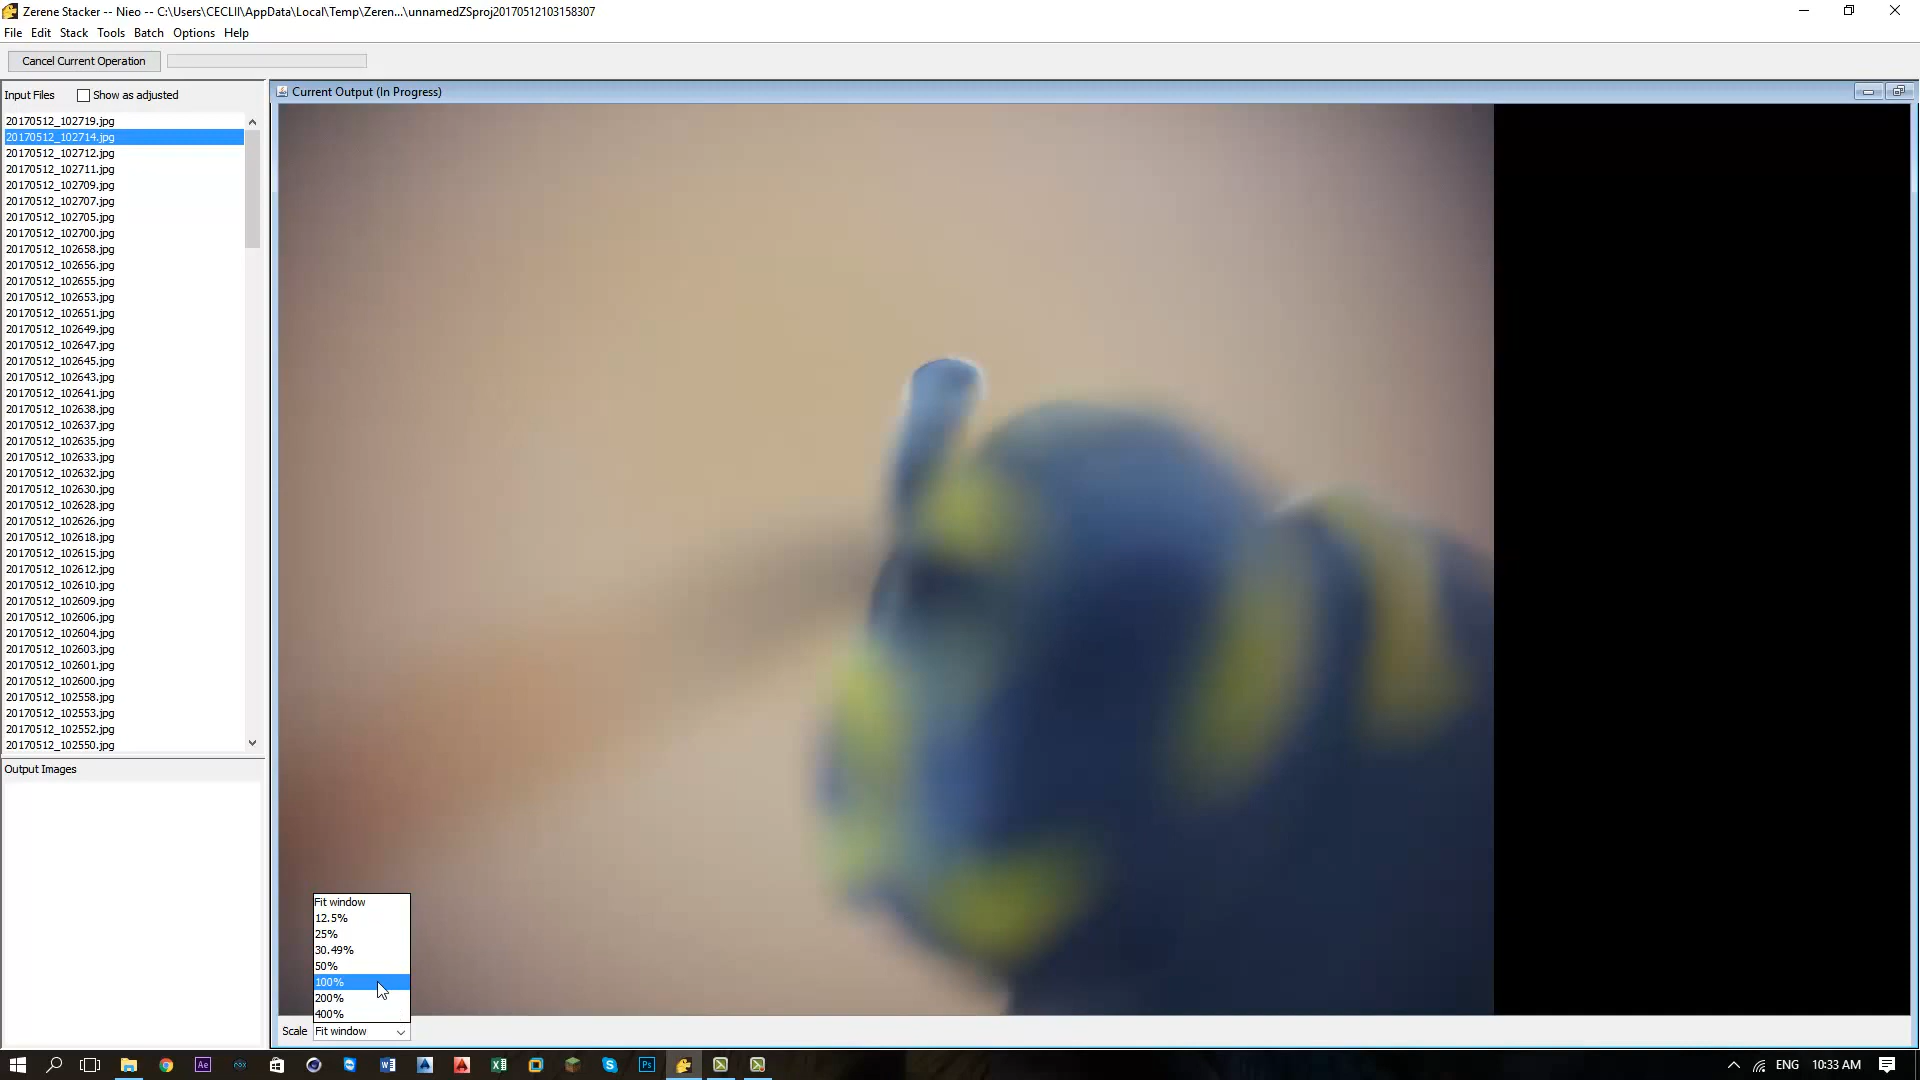 Zerene Stacker -- Nieo -- C:\Users\CECLII\AppData\Local\Temp\Zeren...\unnamedZSproj20170512103158307
File Edit Stack Tools Batch Options Help
Cancel Current Operation
Input Files Show as adjusted
Current Output (In Progress)
20170512_102719.jpg
20170512_102714.jpg
20170512_102712.jpg
20170512_102711.jpg
20170512_102709.jpg
20170512_102707.jpg
20170512_102705.jpg
20170512_102700.jpg
20170512_102658.jpg
20170512_102656.jpg
20170512_102655.jpg
20170512_102653.jpg
20170512_102651.jpg
20170512_102649.jpg
20170512_102647.jpg
20170512_102645.jpg
20170512_102643.jpg
20170512_102641.jpg
20170512_102638.jpg
20170512_102637.jpg
20170512_102635.jpg
20170512_102633.jpg
20170512_102632.jpg
20170512_102630.jpg
20170512_102628.jpg
20170512_102626.jpg
20170512_102618.jpg
20170512_102615.jpg
20170512_102612.jpg
20170512_102610.jpg
20170512_102609.jpg
20170512_102606.jpg
20170512_102604.jpg
20170512_102603.jpg
20170512_102601.jpg
20170512_102600.jpg
20170512_102558.jpg
20170512_102553.jpg
20170512_102552.jpg
20170512_102550.jpg
Output Images
Fit window
12.5%
25%
30.49%
50%
100%
200%
400%
Scale Fit window
Ae Ps ENG 10:33 AM